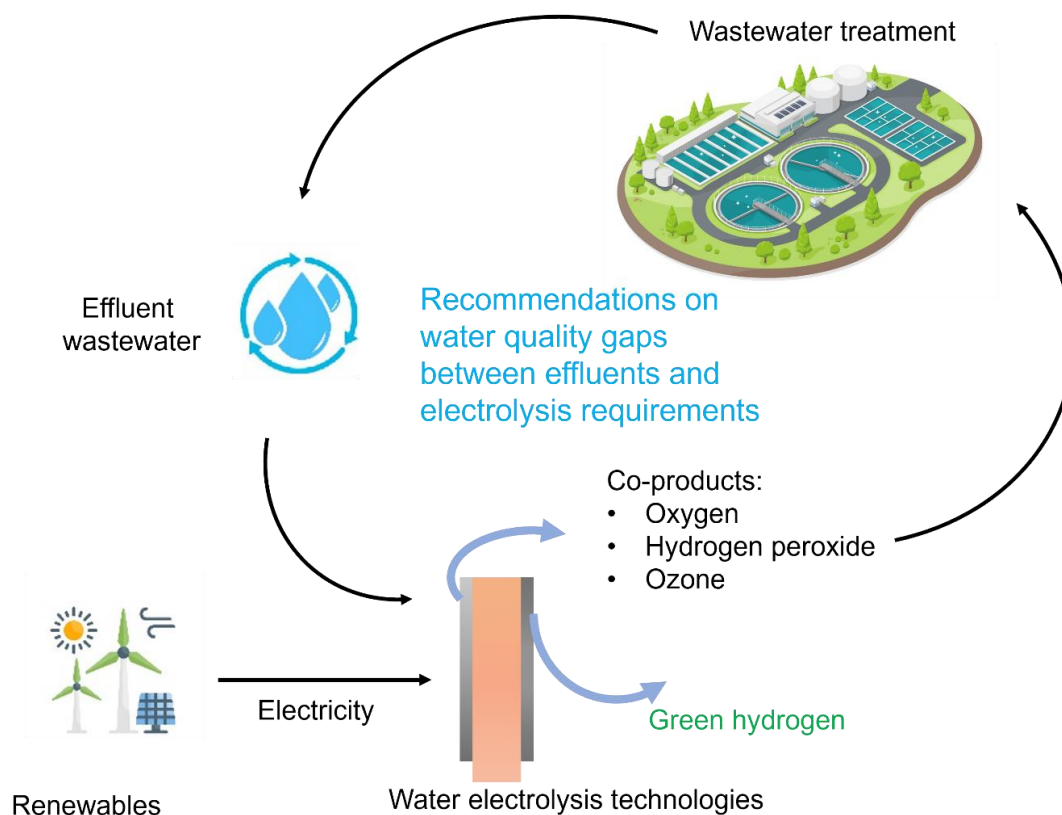 Wastewater treatment
Effluent
wastewater
Recommendations on
water quality gaps
between effluents and
electrolysis requirements
Co-products:
• Oxygen
• Hydrogen peroxide
• Ozone
Electricity
Green hydrogen
Renewables
Water electrolysis technologies